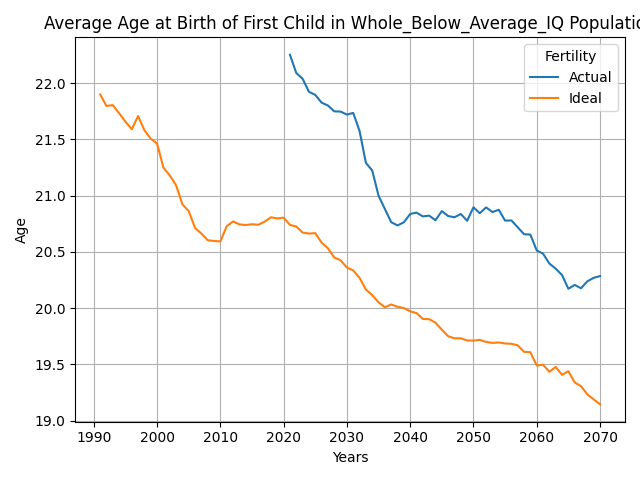 Average Age at Birth of First Child in Whole_Below_Average_IQ Populatio
Fertility
Actual
Ideal
22.0
21.5
21.0
20.5
20.0
19.5
19.0
Age
1990 2000 2010 2020 2030 2040 2050 2060 2070
Years